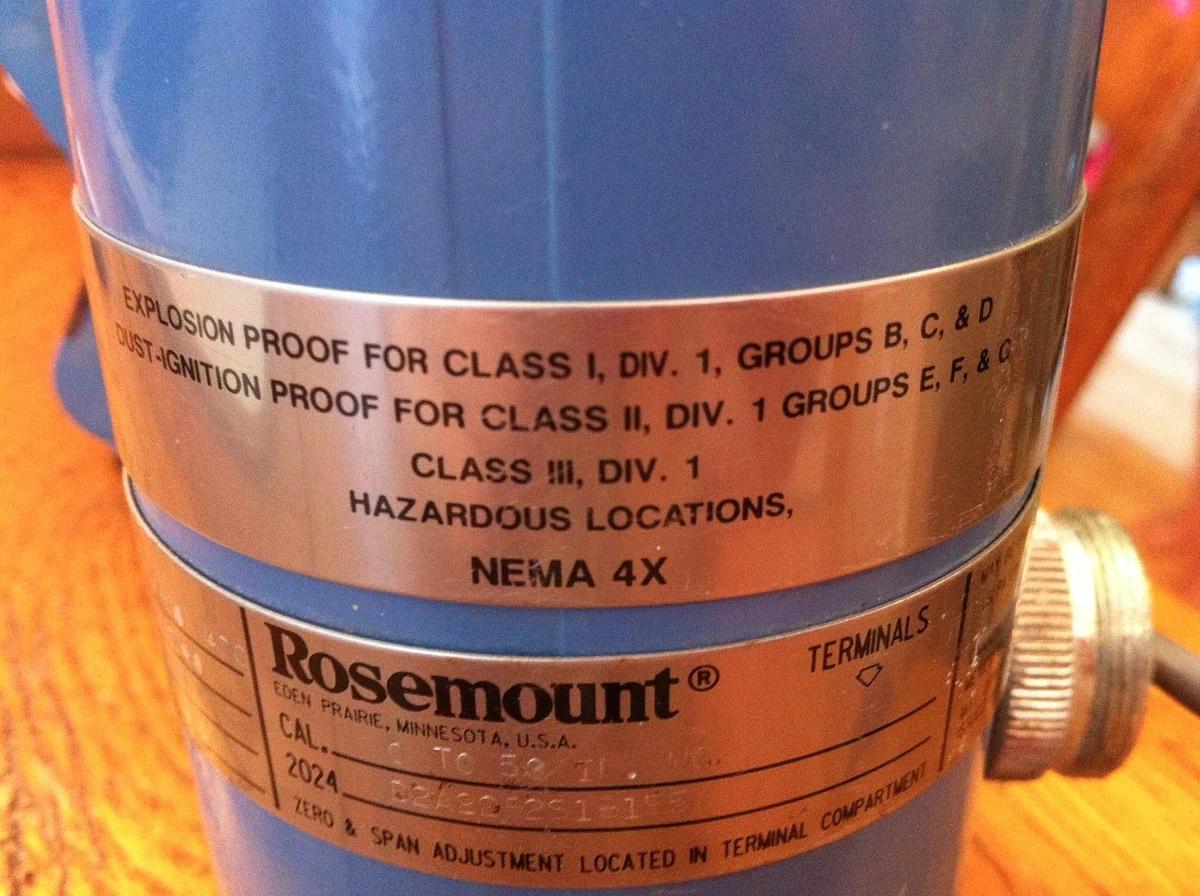 EXPLOSION PROOF FOR CLASS I, DIV. 1, GROUPS B, C, & D
DUST-IGNITION PROOF FOR CLASS II, DIV. 1 GROUPS E, F, &
CLASS III, DIV. 1
HAZARDOUS LOCATIONS,
NEMA 4X
Rosemount®
TERMINALS
EDEN PRAIRIE, MINNESOTA, U.S.A.
CAL.
2024
ZERO & SPAN ADJUSTMENT LOCATED IN TERMINAL COMPARTMENT